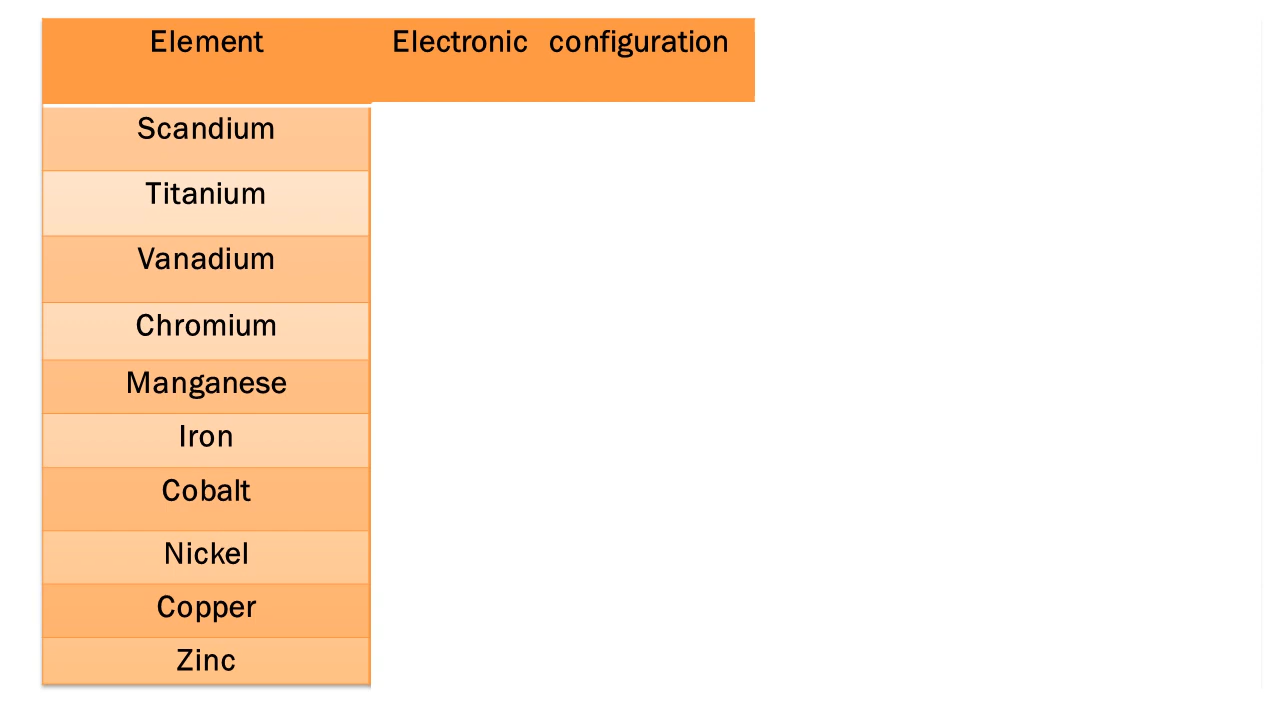 Element Electronic configuration
Scandium
Titanium
Vanadium
Chromium
Manganese
Iron
Cobalt
Nickel
Copper
Zinc